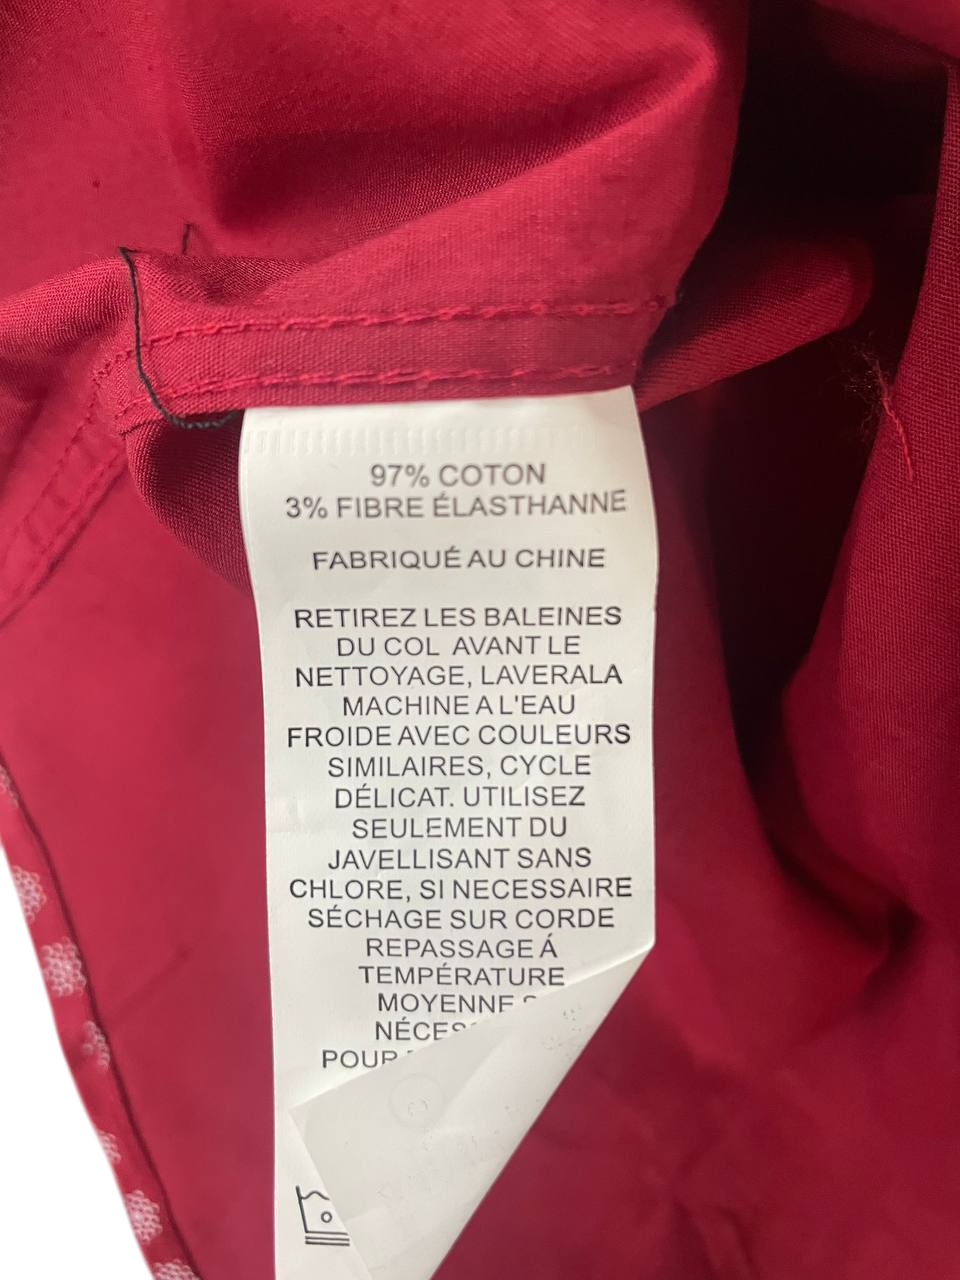 97% COTON
3% FIBRE ÉLASTHANNE
FABRIQUÉ AU CHINE
RETIREZ LES BALEINES
DU COL AVANT LE
NETTOYAGE, LAVERALA
MACHINE A L'EAU
FROIDE AVEC COULEURS
SIMILAIRES, CYCLE
DÉLICAT. UTILISEZ
SEULEMENT DU
JAVELLISANT SANS
CHLORE, SI NECESSAIRE
SÉCHAGE SUR CORDE
REPASSAGE Á
TEMPÉRATURE
MOYENNE
POUR